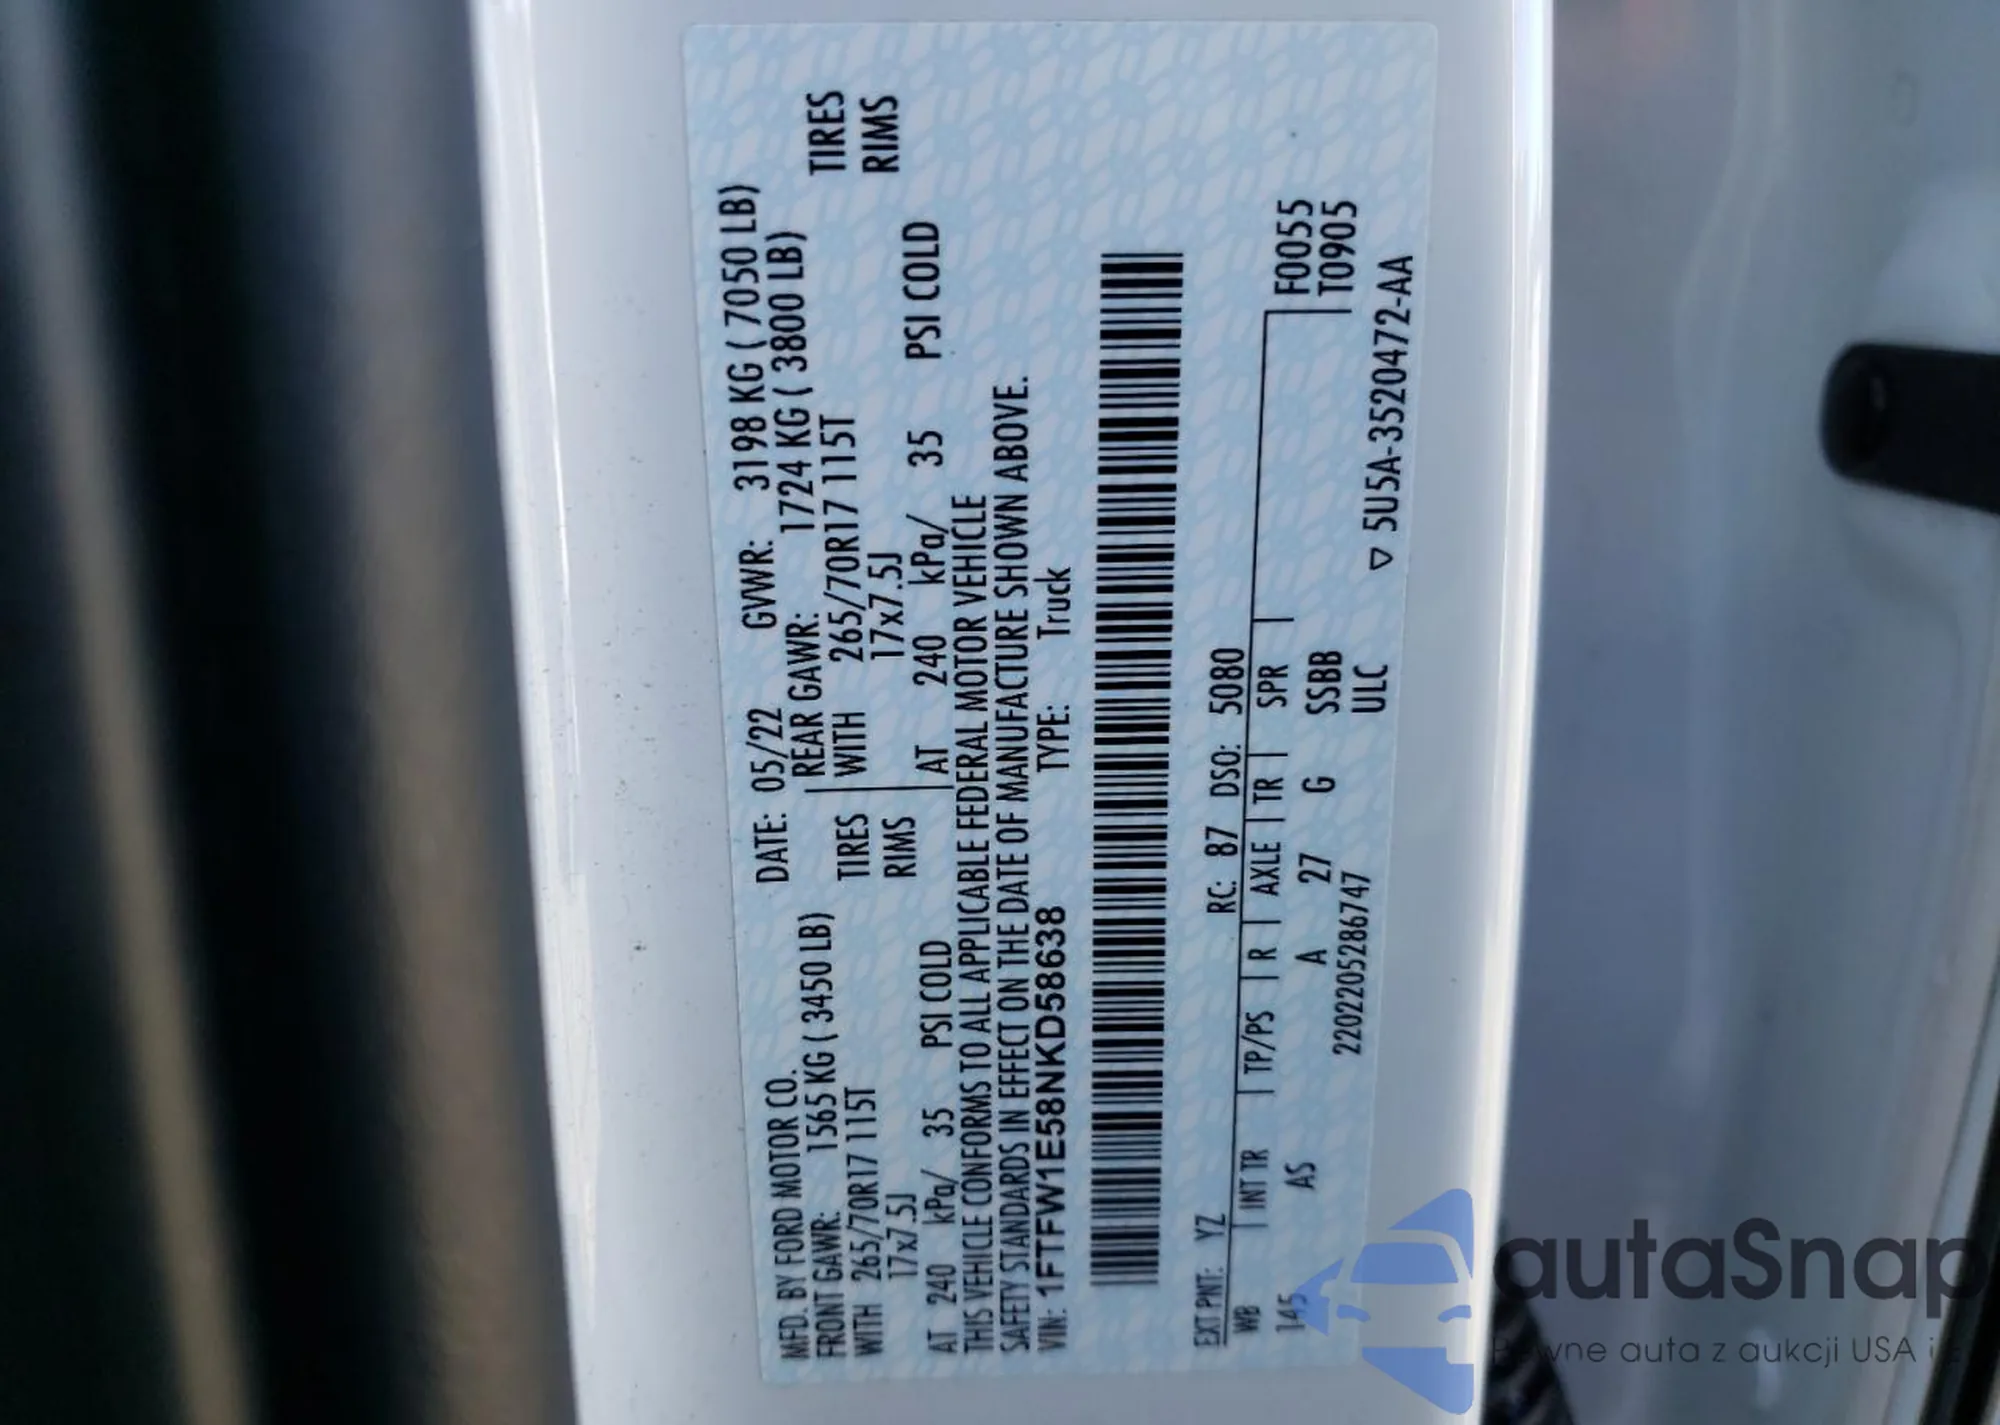 MFD. BY FORD MOTOR CO. DATE: 05/22 GVWR: 3198 KG ( 7050 LB)
FRONT GAWR: 1565 KG ( 3450 LB) REAR GAWR: 1724 KG ( 3800 LB)
WITH 265/70R17 115T TIRES WITH 265/70R17 115T TIRES
17x7.5J RIMS 17x7.5J RIMS
AT 240 kPa/ 35 PSI COLD AT 240 kPa/ 35 PSI COLD
THIS VEHICLE CONFORMS TO ALL APPLICABLE FEDERAL MOTOR VEHICLE
SAFETY STANDARDS IN EFFECT ON THE DATE OF MANUFACTURE SHOWN ABOVE.
VIN: 1FTFW1E58NKD58638 TYPE: Truck
EXT PNT: YZ RC: 87 DSO: 5080
WB INT TR TP/PS R AXLE TR SPR F0055
145 AS A 27 G SSBB T0905
2202205286747 ULC
▽ 5U5A-3520472-AA
autaSnap
auta z aukcji USA i